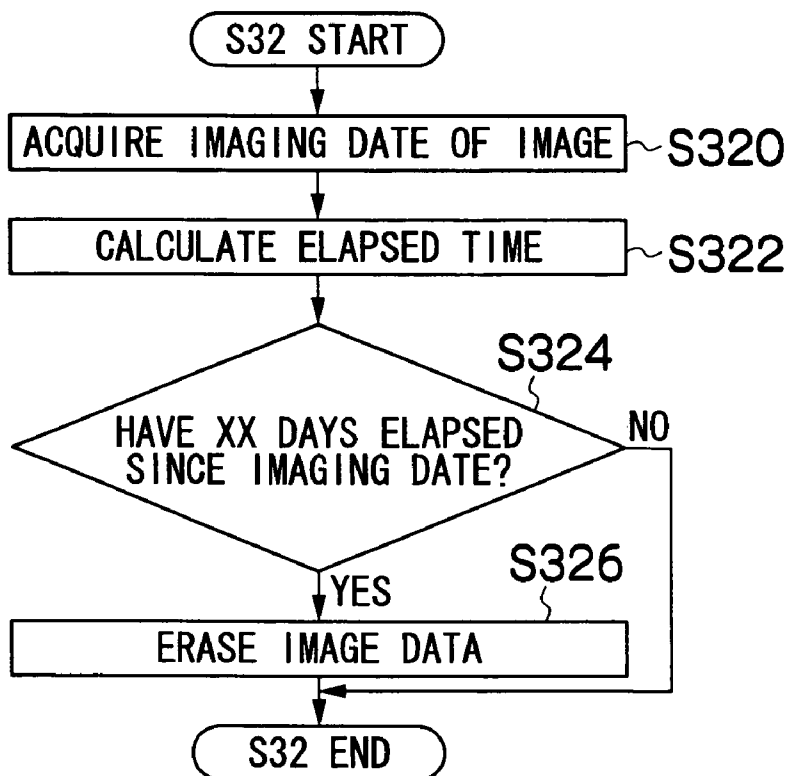 S32 START
ACQUIRE IMAGING DATE OF IMAGE
S320
CALCULATE ELAPSED TIME
S322
S324
HAVE XX DAYS ELAPSED
SINCE IMAGING DATE?
NO
YES
S326
ERASE IMAGE DATA
S32 END